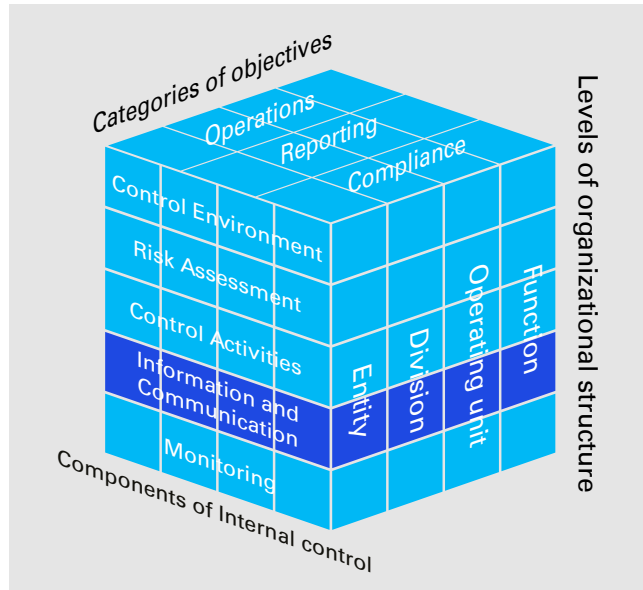 Categories of objectives
Operations
Reporting
Compliance
Levels of organizational structure
Control Environment
Risk Assessment
Control Activities
Information and
Communication
Monitoring
Entity
Division
Operating unit
Function
Components of Internal control